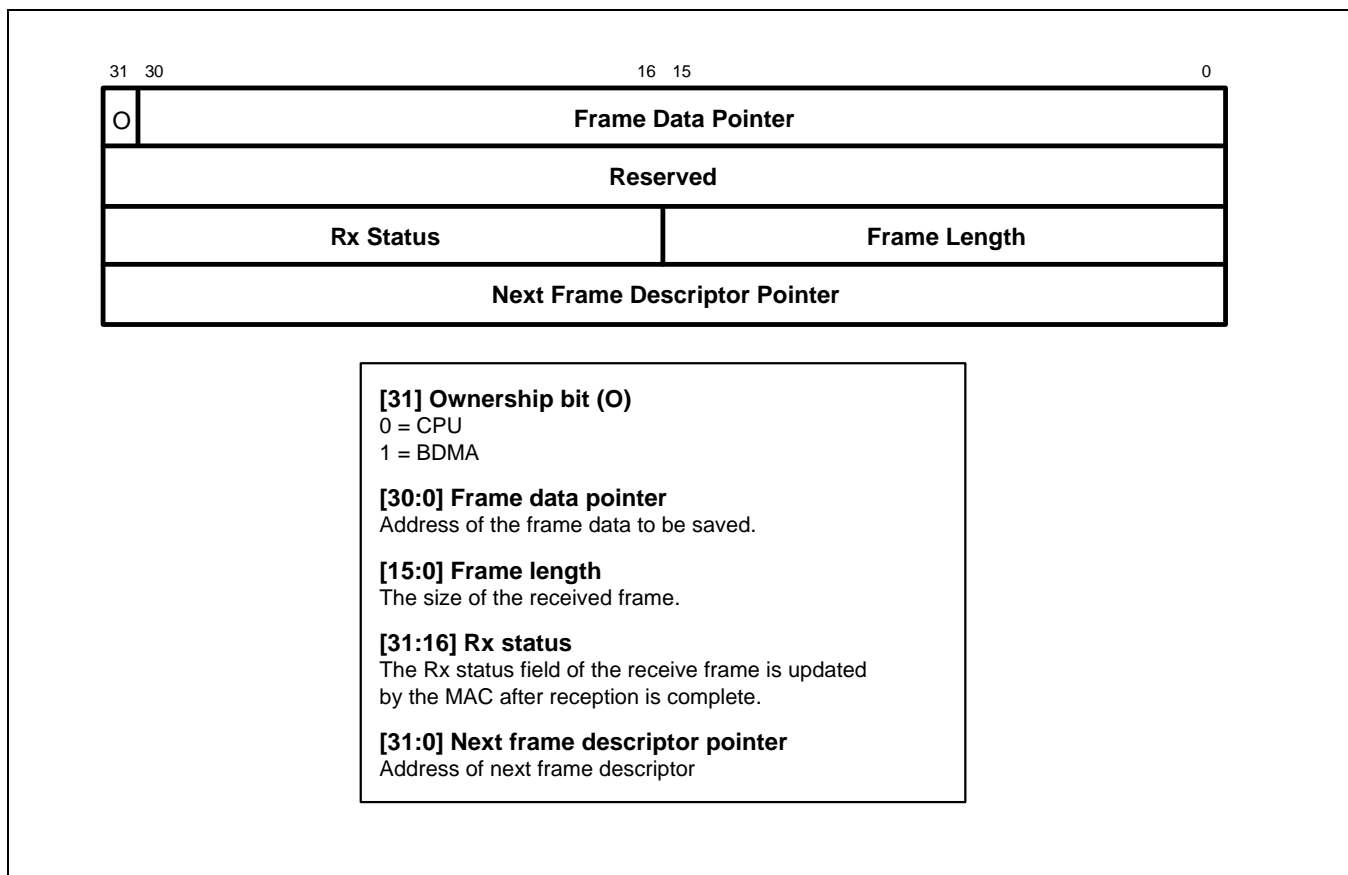 31 30 16 15 0
O Frame Data Pointer
Reserved
Rx Status Frame Length
Next Frame Descriptor Pointer
[31] Ownership bit (O)
0 = CPU
1 = BDMA
[30:0] Frame data pointer
Address of the frame data to be saved.
[15:0] Frame length
The size of the received frame.
[31:16] Rx status
The Rx status field of the receive frame is updated
by the MAC after reception is complete.
[31:0] Next frame descriptor pointer
Address of next frame descriptor